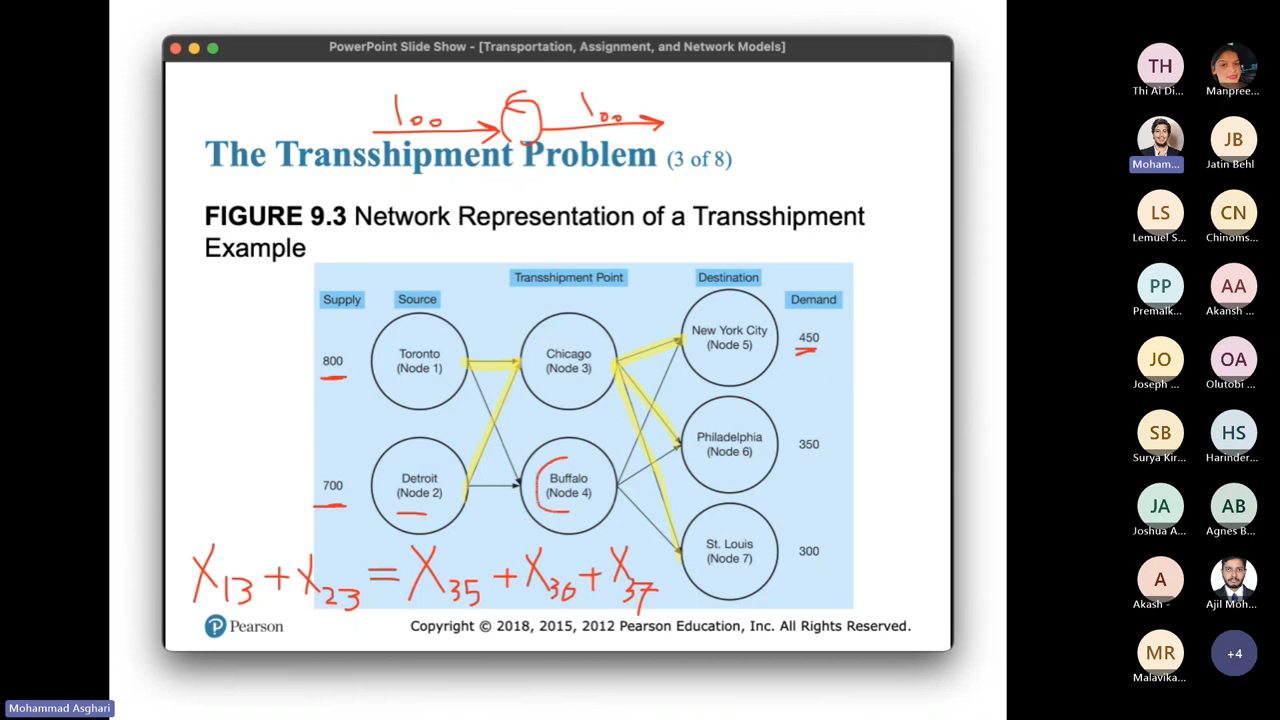 PowerPoint Slide Show - [Transportation, Assignment, and Network Models]
100 100
The Transshipment Problem (3 of 8)
FIGURE 9.3 Network Representation of a Transshipment
Example
Transshipment Point Destination
Supply Source Demand
800
Toronto
(Node 1)
Chicago
(Node 3)
New York City
(Node 5)
450
Philadelphia
(Node 6)
350
700
Detroit
(Node 2)
Buffalo
(Node 4)
St. Louis
(Node 7)
300
X13 + X23 = X35 + X36 + X37
Pearson
Copyright © 2018, 2015, 2012 Pearson Education, Inc. All Rights Reserved.
Mohammad Asghari
TH
Thi Ai Di...
Manpree...
Moham...
JB
Jatin Behl
LS
Lemuel S...
CN
Chinoms...
PP
Premalk...
AA
Akansh ...
JO
Joseph ...
OA
Olutobi ...
SB
Surya Kir...
HS
Harinder...
JA
Joshua A...
AB
Agnes B...
A
Akash -
Ajil Moh...
MR
Malavika...
+4